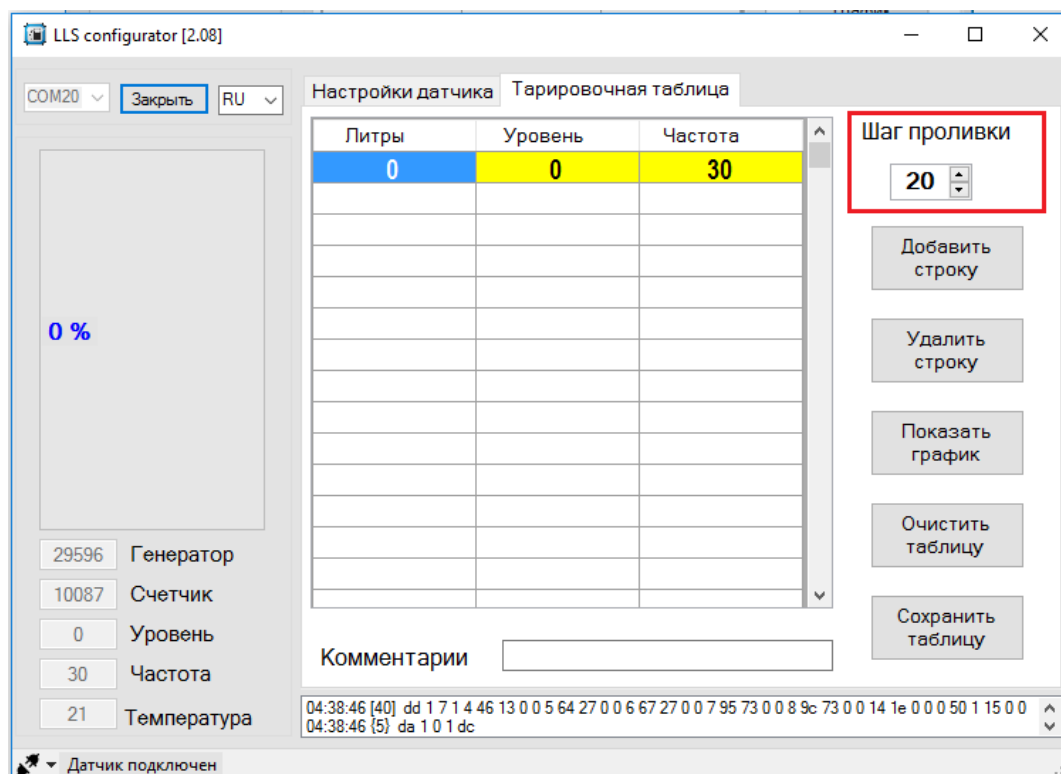 LLS configurator [2.08]
COM20 Закрыть RU
Настройки датчика Тарировочная таблица
Литры Уровень Частота
0 0 30
Шаг проливки
20
Добавить
строку
Удалить
строку
0 %
Показать
график
Очистить
таблицу
Сохранить
таблицу
29596 Генератор
10087 Счетчик
0 Уровень
30 Частота
21 Температура
Комментарии
04:38:46 [40] dd 1 7 1 4 46 13 0 0 5 64 27 0 0 6 67 27 0 0 7 95 73 0 0 8 9c 73 0 0 14 1e 0 0 0 50 1 15 0 0
04:38:46 {5} da 1 0 1 dc
Датчик подключен